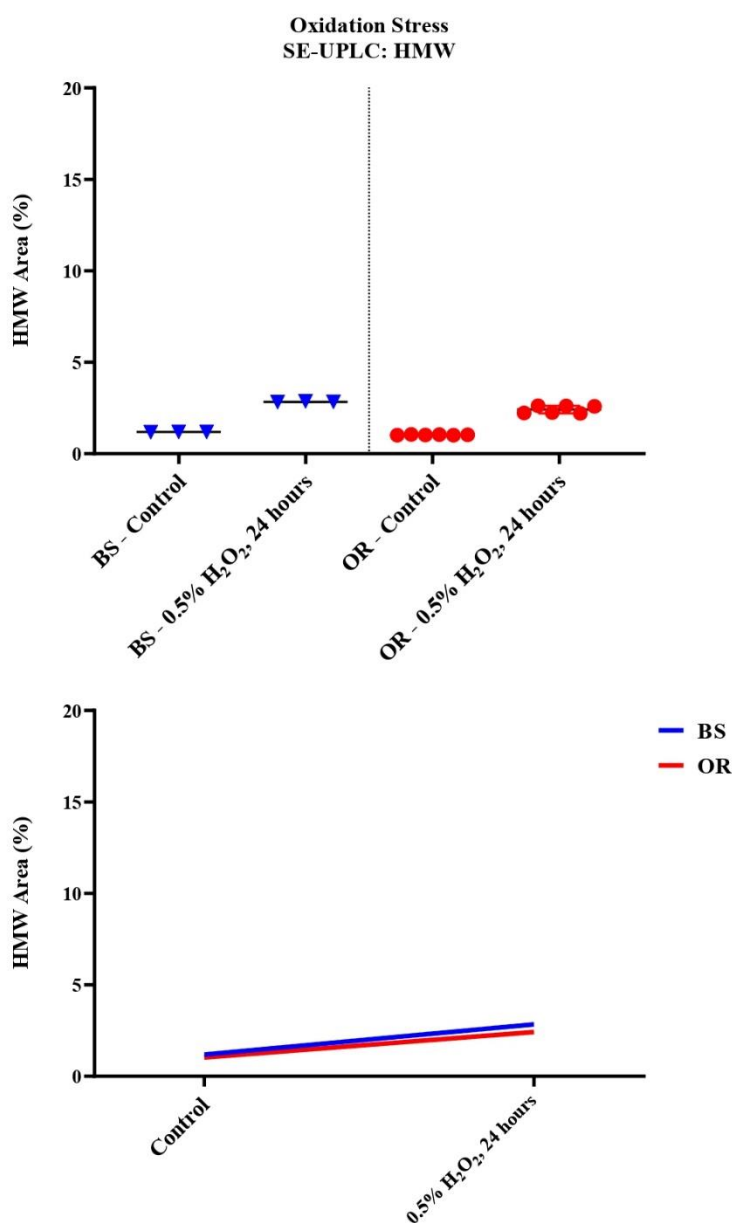 Oxidation Stress
SE-UPLC: HMW
20
15
10
5
0
HMW Area (%)
BS - Control
BS - 0.5% H₂O₂, 24 hours
OR - Control
OR - 0.5% H₂O₂, 24 hours
20
15
10
5
0
HMW Area (%)
BS
OR
Control
0.5% H₂O₂, 24 hours